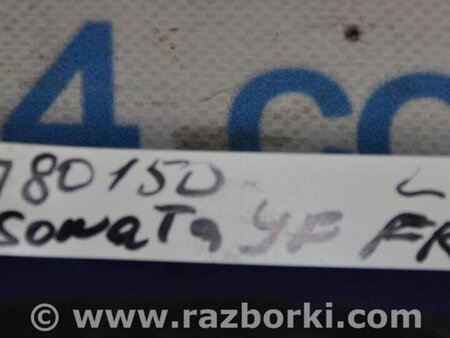 4 co
780150 L
Sonata YF FR
© www.razborki.com